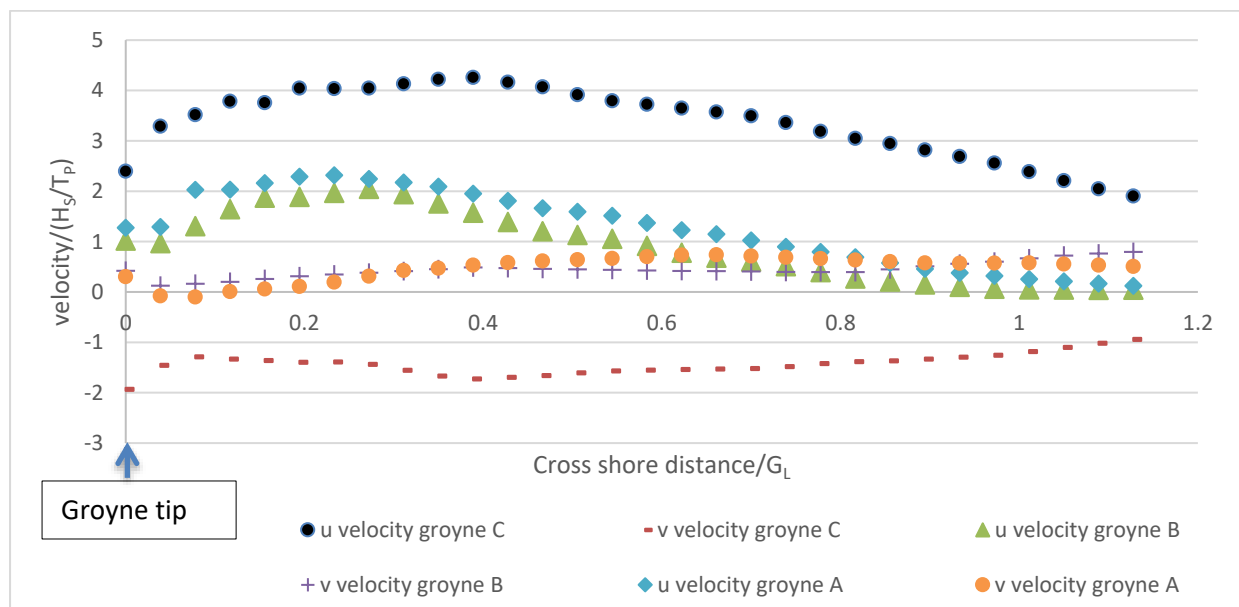 velocity/(HS/TP)
5
4
3
2
1
0
-1
-2
-3
0 0.2 0.4 0.6 0.8 1 1.2
Cross shore distance/GL
Groyne tip
u velocity groyne C v velocity groyne C u velocity groyne B
v velocity groyne B u velocity groyne A v velocity groyne A